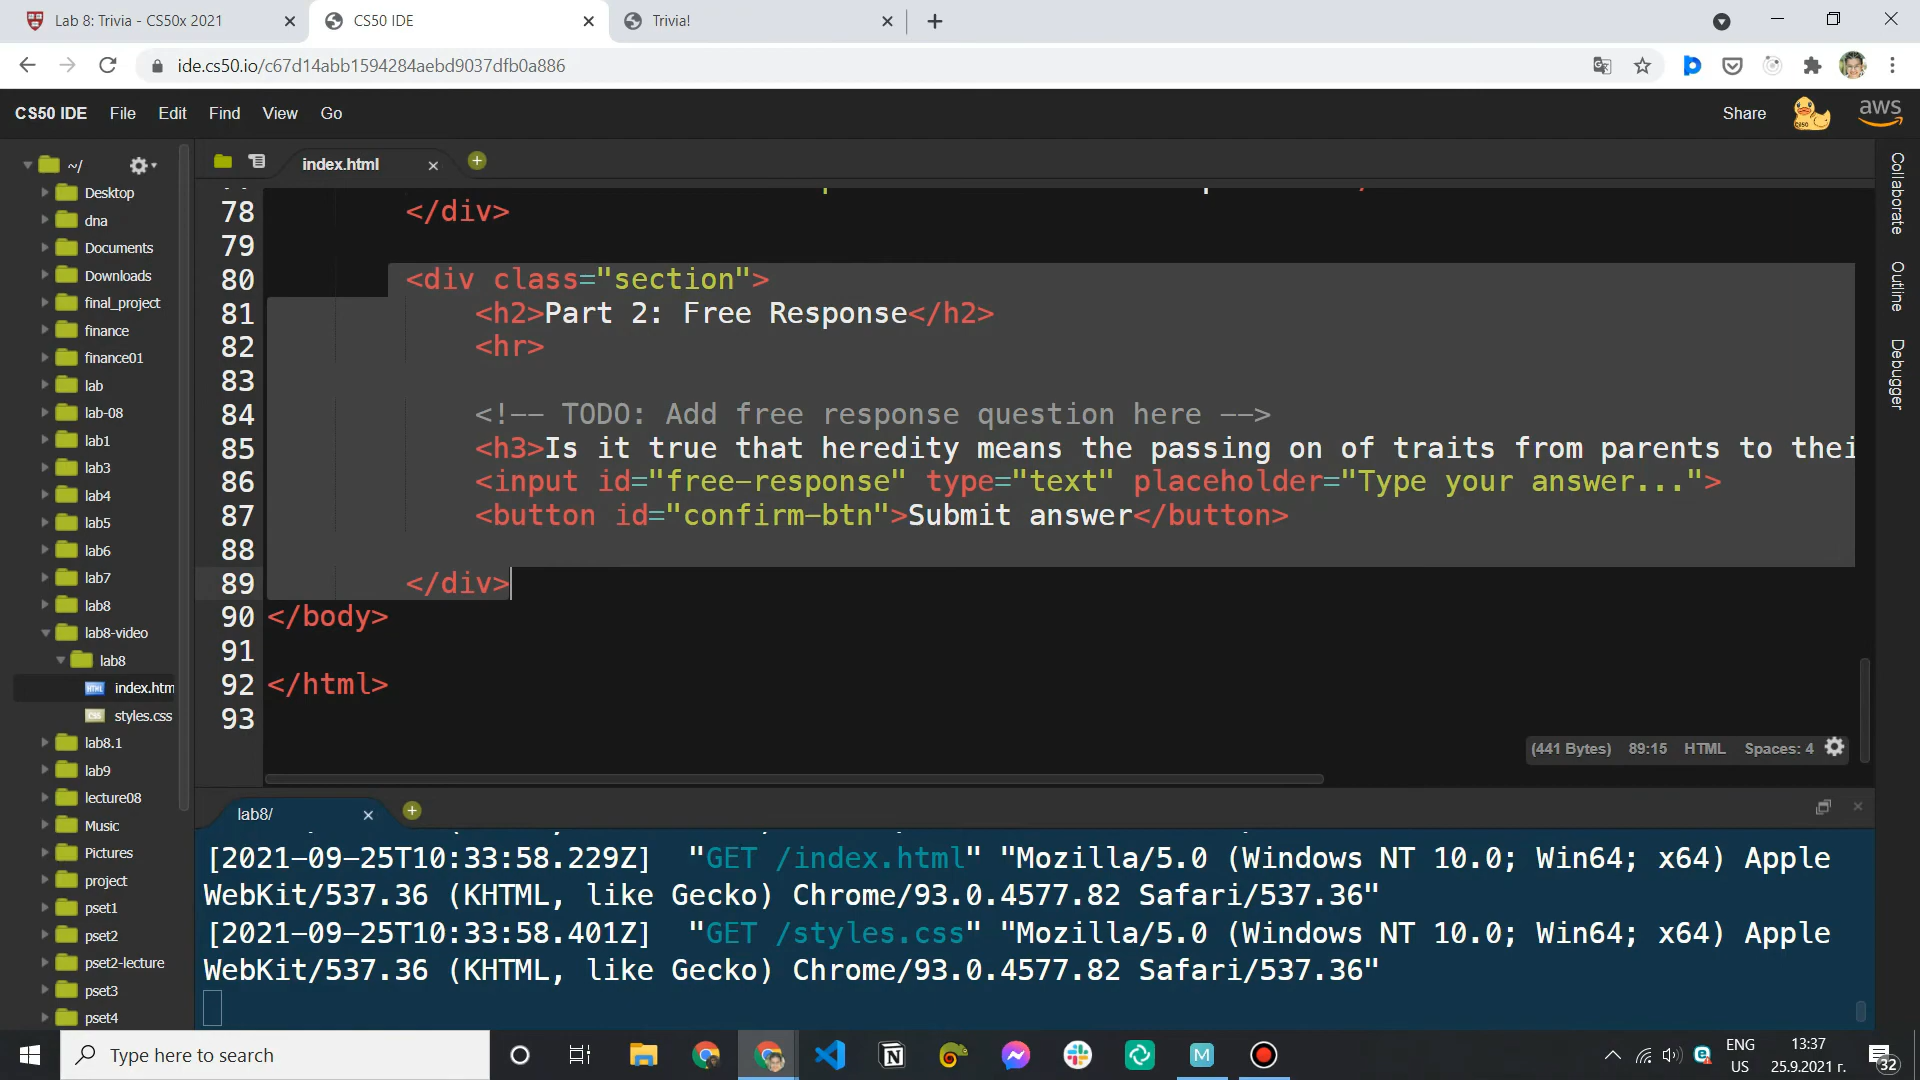 Lab 8: Trivia - CS50x 2021
CS50 IDE
Trivia!
ide.cs50.io/c67d14abb1594284aebd9037dfb0a886
CS50 IDE File Edit Find View Go
Share
aws
~/
Desktop
dna
Documents
Downloads
final_project
finance
finance01
lab
lab-08
lab1
lab3
lab4
lab5
lab6
lab7
lab8
lab8-video
lab8
index.htm
styles.css
lab8.1
lab9
lecture08
Music
Pictures
project
pset1
pset2
pset2-lecture
pset3
pset4
index.html
78 </div>
79
80 <div class="section">
81 <h2>Part 2: Free Response</h2>
82 <hr>
83
84 <!-- TODO: Add free response question here -->
85 <h3>Is it true that heredity means the passing on of traits from parents to thei
86 <input id="free-response" type="text" placeholder="Type your answer...">
87 <button id="confirm-btn">Submit answer</button>
88
89 </div>
90 </body>
91
92 </html>
93
(441 Bytes) 89:15 HTML Spaces: 4
Collaborate
Outline
Debugger
lab8/
[2021-09-25T10:33:58.229Z] "GET /index.html" "Mozilla/5.0 (Windows NT 10.0; Win64; x64) Apple
WebKit/537.36 (KHTML, like Gecko) Chrome/93.0.4577.82 Safari/537.36"
[2021-09-25T10:33:58.401Z] "GET /styles.css" "Mozilla/5.0 (Windows NT 10.0; Win64; x64) Apple
WebKit/537.36 (KHTML, like Gecko) Chrome/93.0.4577.82 Safari/537.36"
Type here to search
ENG
US
13:37
25.9.2021 г.
32